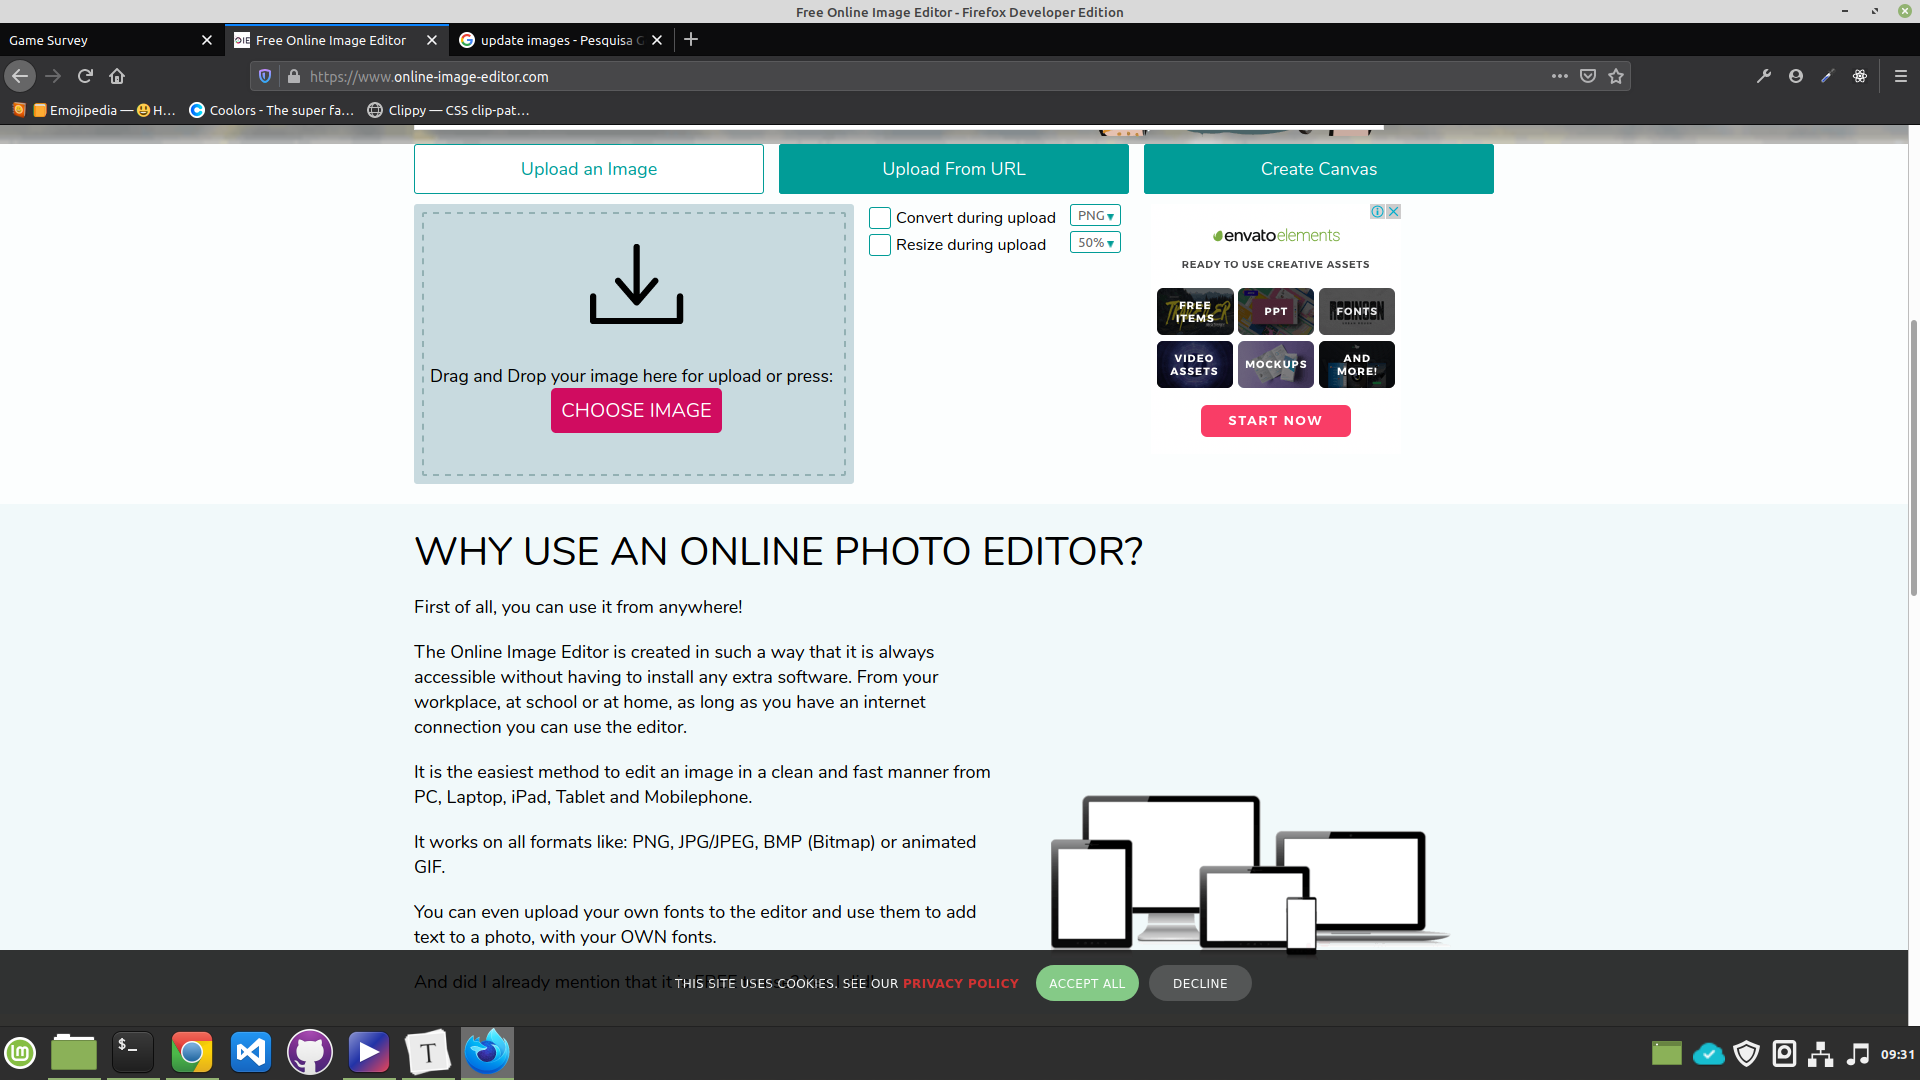 Free Online Image Editor - Firefox Developer Edition
Game Survey
Free Online Image Editor
update images - Pesquisa G
https://www.online-image-editor.com
Emojipedia — 😃 H...
Coolors - The super fa...
Clippy — CSS clip-pat...
Upload an Image
Upload From URL
Create Canvas
Drag and Drop your image here for upload or press:
CHOOSE IMAGE
Convert during upload
PNG
Resize during upload
50%
envatoelements
READY TO USE CREATIVE ASSETS
FREE
ITEMS
PPT
FONTS
VIDEO
ASSETS
MOCKUPS
AND
MORE!
START NOW
WHY USE AN ONLINE PHOTO EDITOR?
First of all, you can use it from anywhere!
The Online Image Editor is created in such a way that it is always
accessible without having to install any extra software. From your
workplace, at school or at home, as long as you have an internet
connection you can use the editor.
It is the easiest method to edit an image in a clean and fast manner from
PC, Laptop, iPad, Tablet and Mobilephone.
It works on all formats like: PNG, JPG/JPEG, BMP (Bitmap) or animated
GIF.
You can even upload your own fonts to the editor and use them to add
text to a photo, with your OWN fonts.
And did I already mention that it
THIS SITE USES COOKIES. SEE OUR PRIVACY POLICY
ACCEPT ALL
DECLINE
09:31